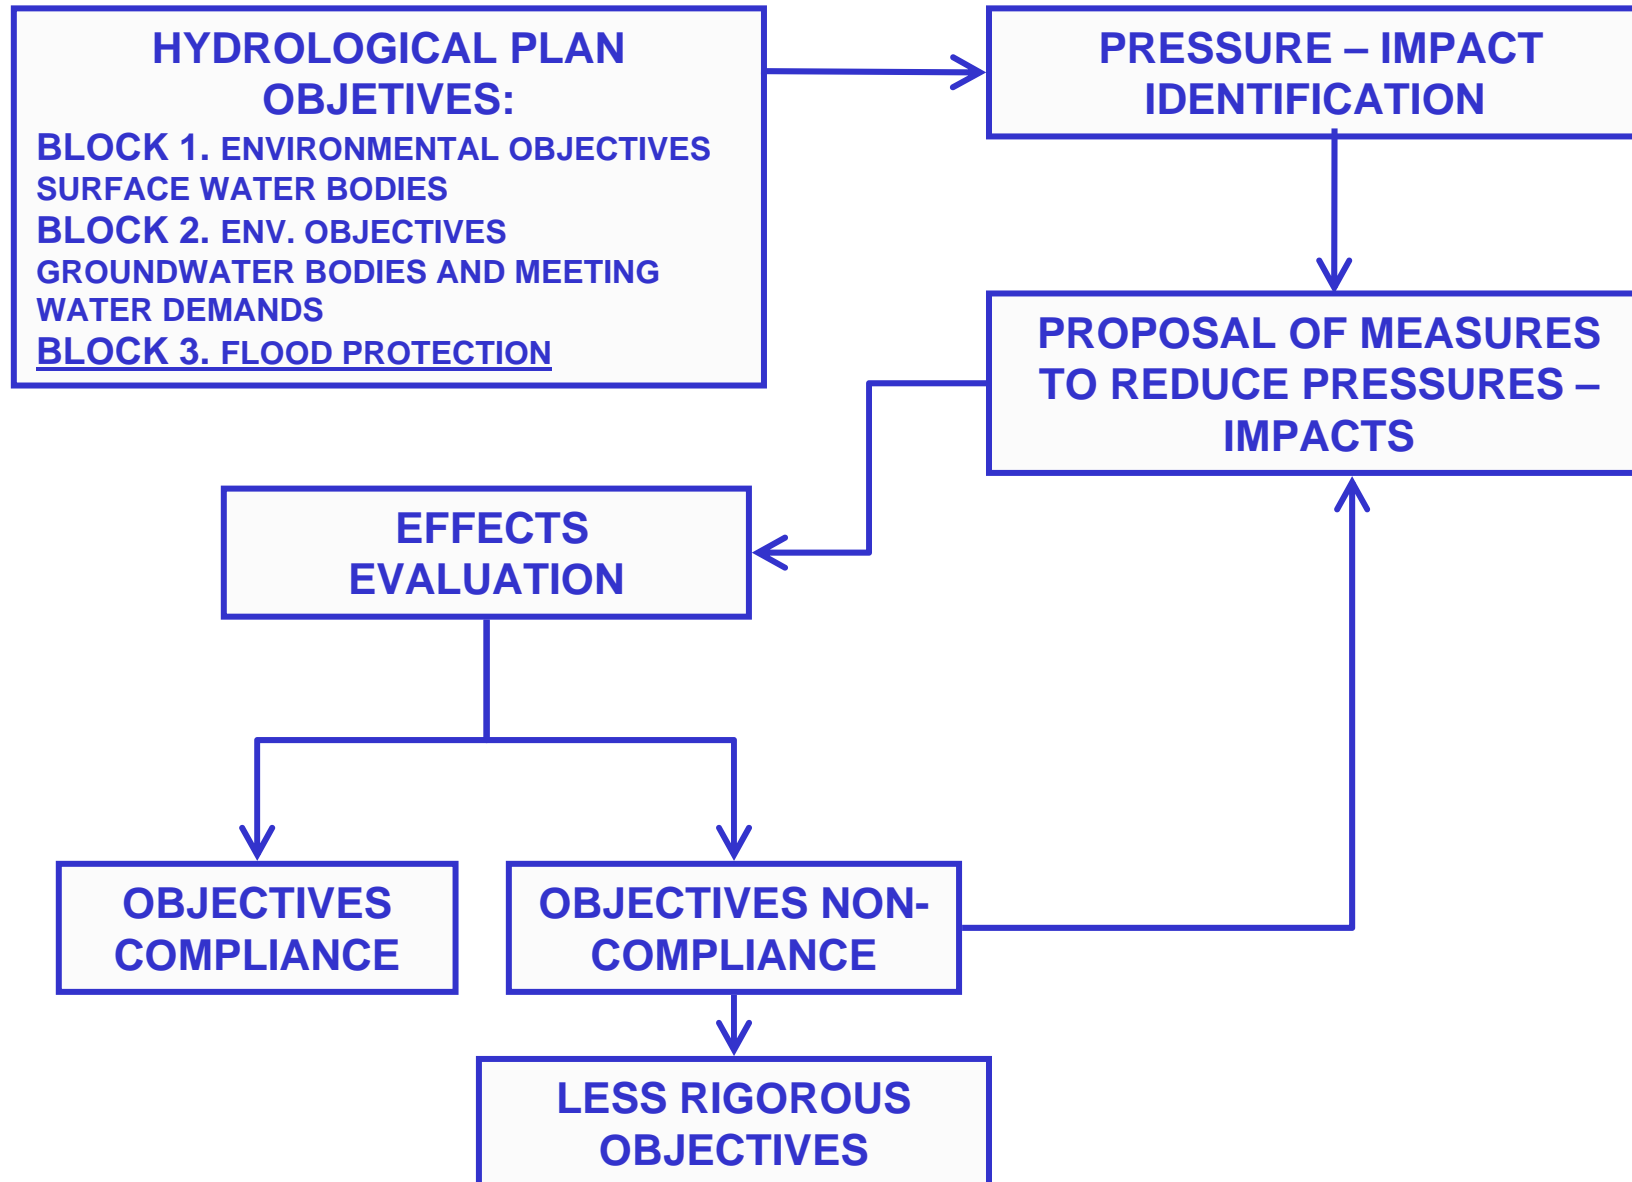 HYDROLOGICAL PLAN
OBJETIVES:
BLOCK 1. ENVIRONMENTAL OBJECTIVES
SURFACE WATER BODIES
BLOCK 2. ENV. OBJECTIVES
GROUNDWATER BODIES AND MEETING
WATER DEMANDS
BLOCK 3. FLOOD PROTECTION
PRESSURE – IMPACT
IDENTIFICATION
PROPOSAL OF MEASURES
TO REDUCE PRESSURES –
IMPACTS
EFFECTS
EVALUATION
OBJECTIVES
COMPLIANCE
OBJECTIVES NON-
COMPLIANCE
LESS RIGOROUS
OBJECTIVES